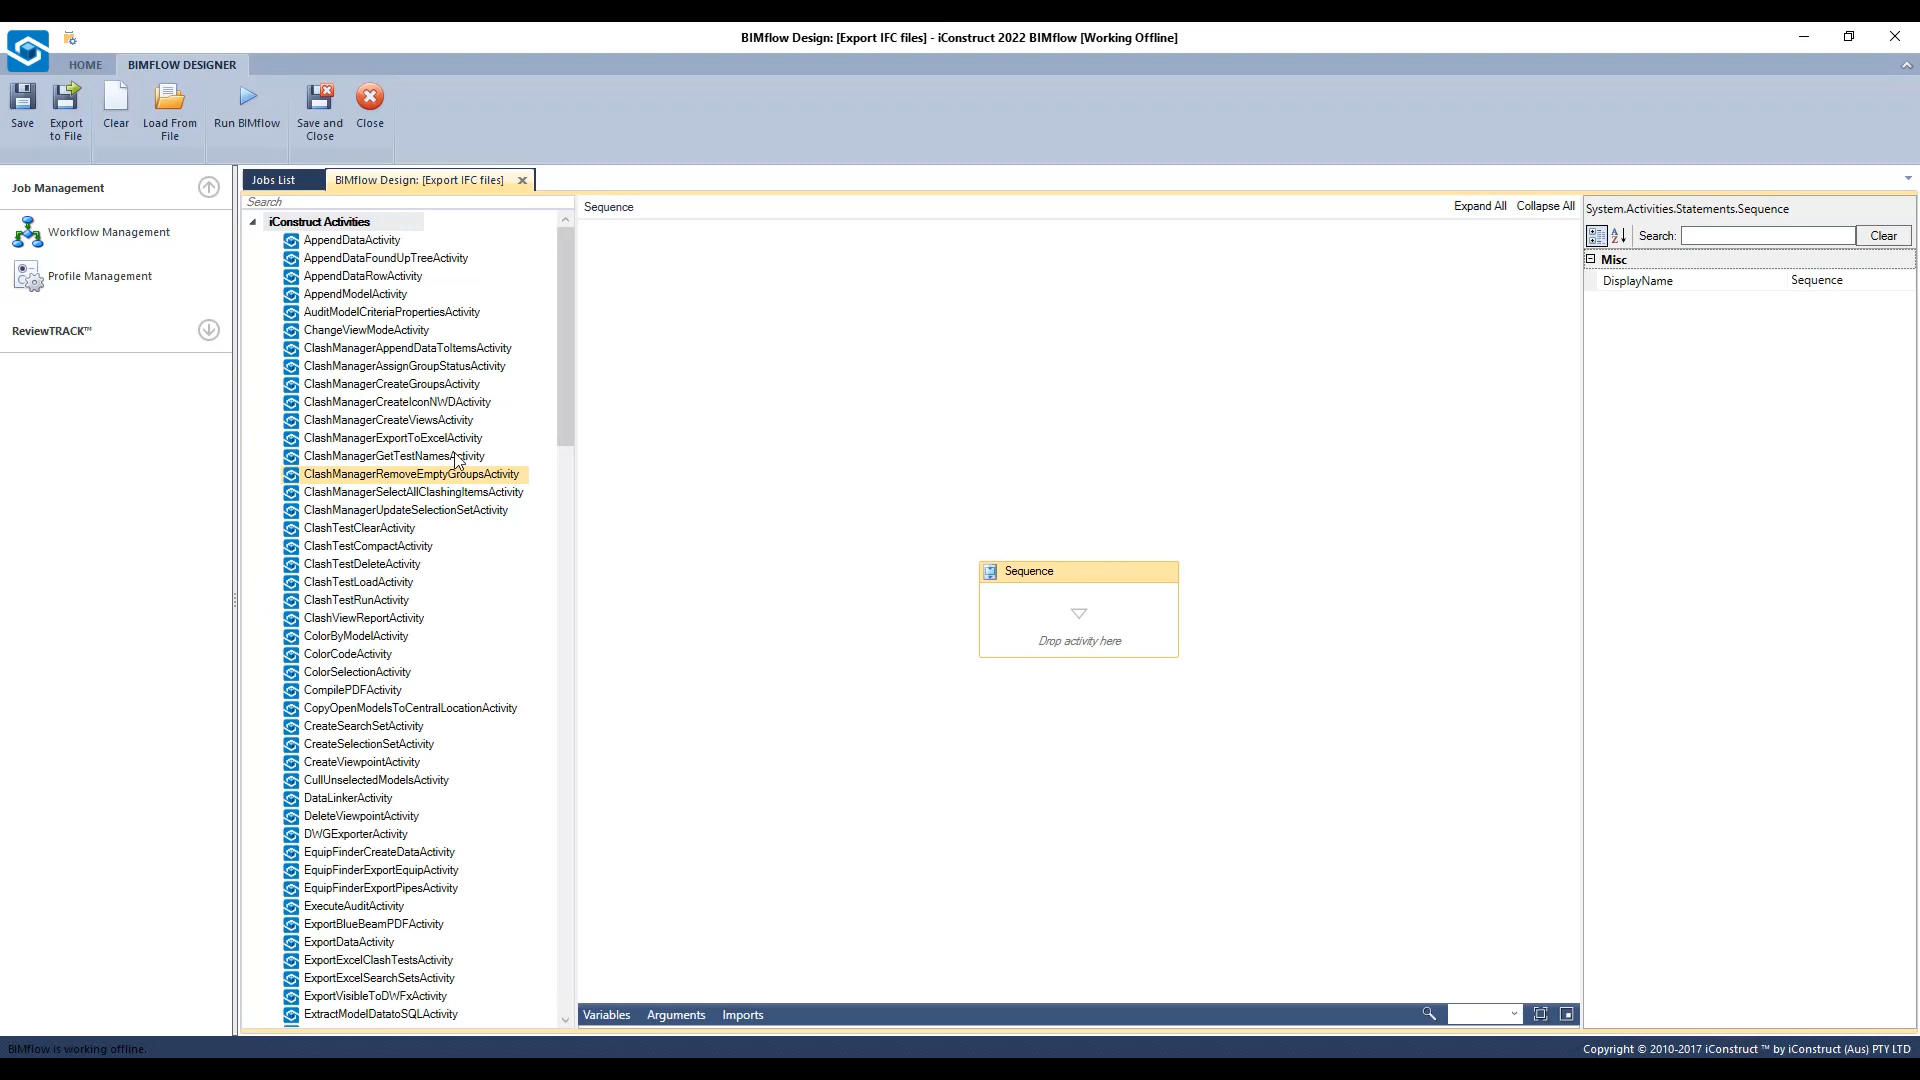 BIMflow Design: [Export IFC files] - iConstruct 2022 BIMflow [Working Offline]
HOME
BIMFLOW DESIGNER
Save
Export
to File
Clear
Load From
File
Run BIMflow
Save and
Close
Close
Job Management
Workflow Management
Profile Management
ReviewTRACK™
Jobs List
BIMflow Design: [Export IFC files]
Search
iConstruct Activities
AppendDataActivity
AppendDataFoundUpTreeActivity
AppendDataRowActivity
AppendModelActivity
AuditModelCriteriaPropertiesActivity
ChangeViewModeActivity
ClashManagerAppendDataToItemsActivity
ClashManagerAssignGroupStatusActivity
ClashManagerCreateGroupsActivity
ClashManagerCreateIconNWDActivity
ClashManagerCreateViewsActivity
ClashManagerExportToExcelActivity
ClashManagerGetTestNamesActivity
ClashManagerRemoveEmptyGroupsActivity
ClashManagerSelectAllClashingItemsActivity
ClashManagerUpdateSelectionSetActivity
ClashTestClearActivity
ClashTestCompactActivity
ClashTestDeleteActivity
ClashTestLoadActivity
ClashTestRunActivity
ClashViewReportActivity
ColorByModelActivity
ColorCodeActivity
ColorSelectionActivity
CompilePDFActivity
CopyOpenModelsToCentralLocationActivity
CreateSearchSetActivity
CreateSelectionSetActivity
CreateViewpointActivity
CullUnselectedModelsActivity
DataLinkerActivity
DeleteViewpointActivity
DWGExporterActivity
EquipFinderCreateDataActivity
EquipFinderExportEquipActivity
EquipFinderExportPipesActivity
ExecuteAuditActivity
ExportBlueBeamPDFActivity
ExportDataActivity
ExportExcelClashTestsActivity
ExportExcelSearchSetsActivity
ExportVisibleToDWFxActivity
ExtractModelDatatoSQLActivity
Sequence
Expand All
Collapse All
Sequence
Drop activity here
Variables
Arguments
Imports
System.Activities.Statements.Sequence
Search:
Clear
Misc
DisplayName
Sequence
BIMflow is working offline.
Copyright © 2010-2017 iConstruct ™ by iConstruct (Aus) PTY LTD